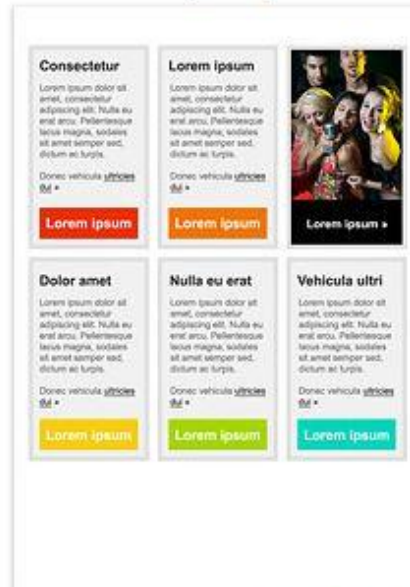 Consectetur
Lorem ipsum dolor sit
amet, consectetur
adipiscing elit. Nulla eu
erat arcu. Pellentesque
lacus magna, sodales
sit amet semper sed,
dictum ac turpis.
Donec vehicula ultricies
dui »
Lorem ipsum
Lorem ipsum
Lorem ipsum dolor sit
amet, consectetur
adipiscing elit. Nulla eu
erat arcu. Pellentesque
lacus magna, sodales
sit amet semper sed,
dictum ac turpis.
Donec vehicula ultricies
dui »
Lorem ipsum
Lorem ipsum »
Dolor amet
Lorem ipsum dolor sit
amet, consectetur
adipiscing elit. Nulla eu
erat arcu. Pellentesque
lacus magna, sodales
sit amet semper sed,
dictum ac turpis.
Donec vehicula ultricies
dui »
Lorem ipsum
Nulla eu erat
Lorem ipsum dolor sit
amet, consectetur
adipiscing elit. Nulla eu
erat arcu. Pellentesque
lacus magna, sodales
sit amet semper sed,
dictum ac turpis.
Donec vehicula ultricies
dui »
Lorem ipsum
Vehicula ultri
Lorem ipsum dolor sit
amet, consectetur
adipiscing elit. Nulla eu
erat arcu. Pellentesque
lacus magna, sodales
sit amet semper sed,
dictum ac turpis.
Donec vehicula ultricies
dui »
Lorem ipsum